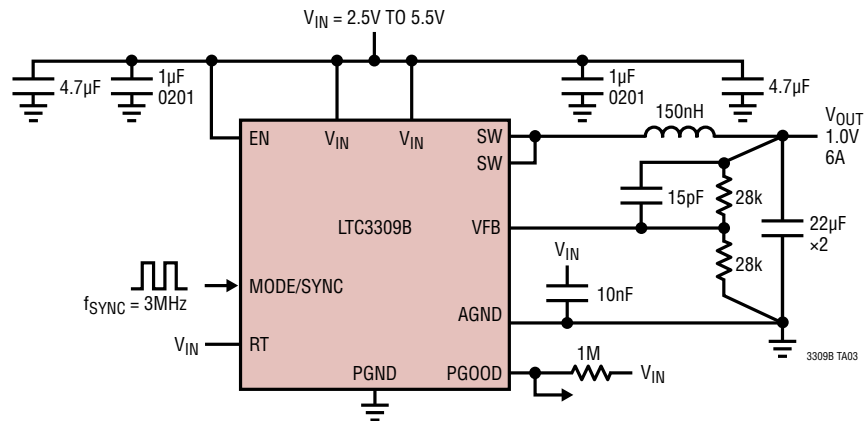 V_IN = 2.5V TO 5.5V
4.7µF
1µF
0201
1µF
0201
4.7µF
150nH
V_OUT
1.0V
6A
EN
V_IN
V_IN
SW
SW
15pF
28k
22µF
×2
LTC3309B
VFB
28k
V_IN
10nF
MODE/SYNC
f_SYNC = 3MHz
AGND
V_IN
RT
3309B TA03
1M
PGND
PGOOD
V_IN